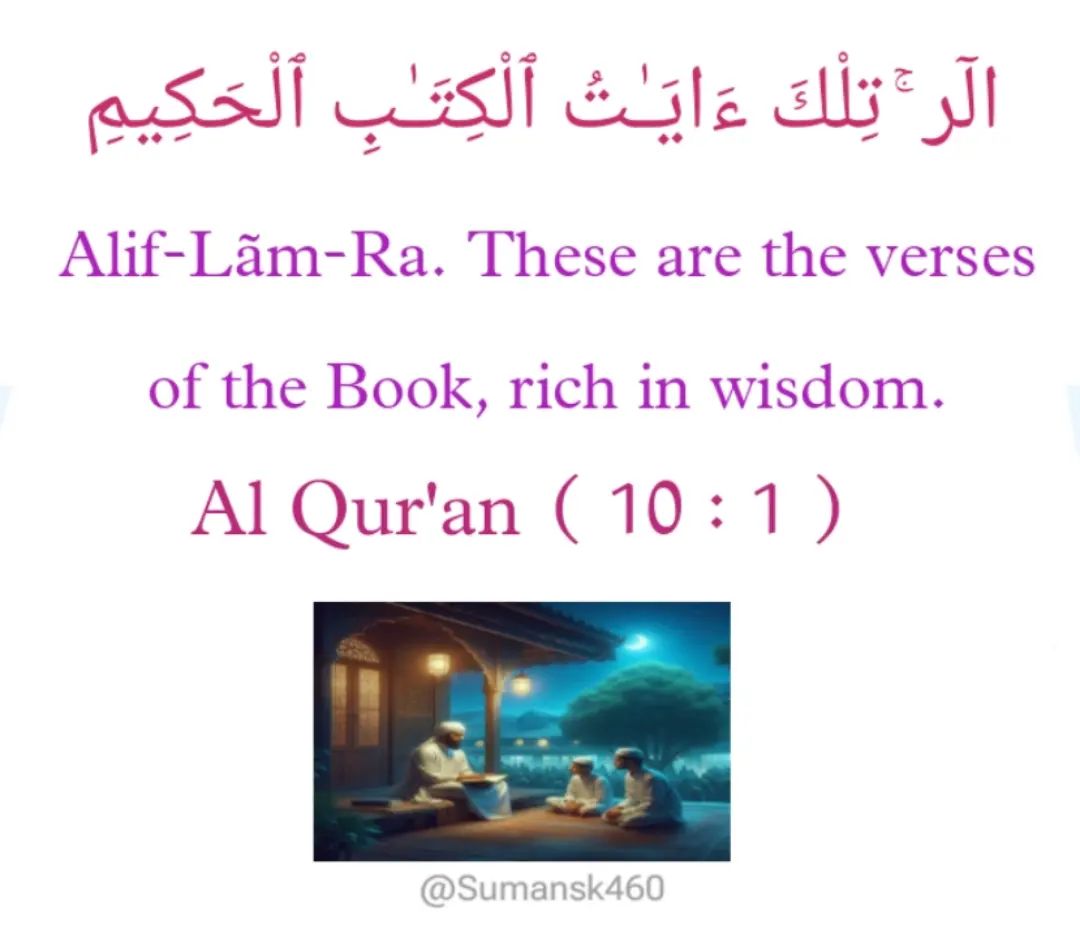 الٓر ۚ تِلْكَ ءَايَـٰتُ ٱلْكِتَـٰبِ ٱلْحَكِيمِ
Alif-Lãm-Ra. These are the verses
of the Book, rich in wisdom.
Al Qur'an ( 10 : 1 )
@Sumansk460